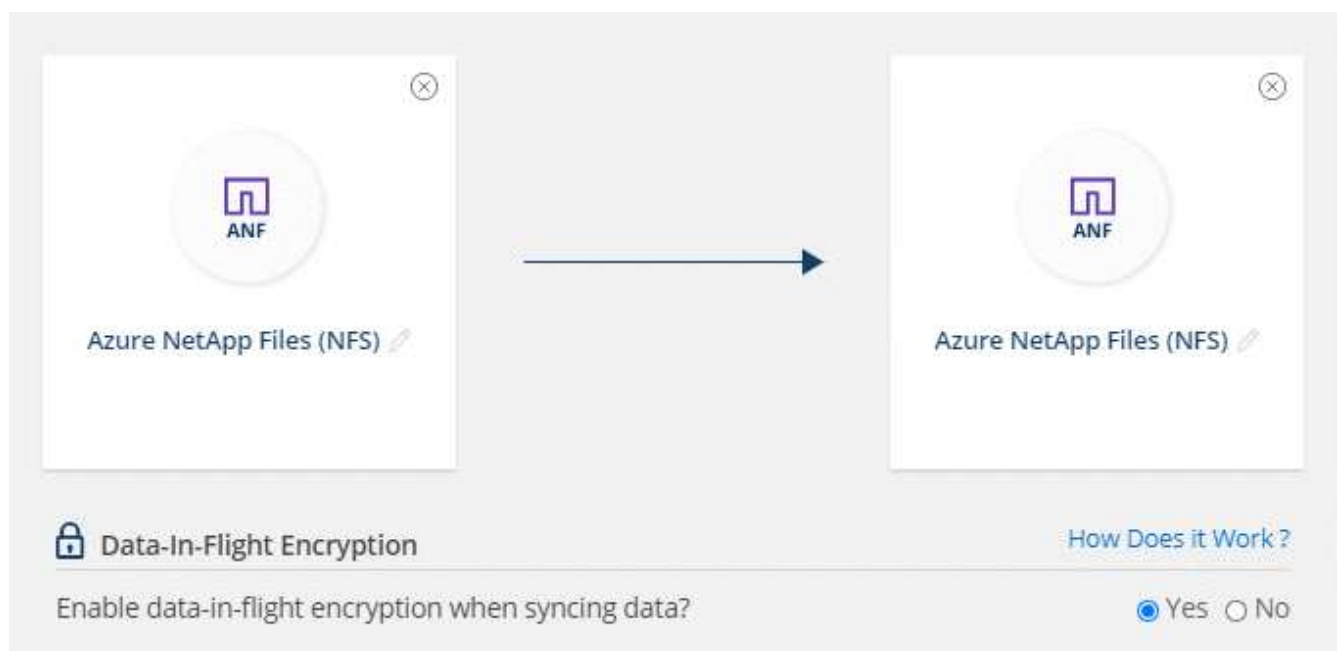 ANF
ANF
Azure NetApp Files (NFS)
Azure NetApp Files (NFS)
Data-In-Flight Encryption
How Does it Work ?
Enable data-in-flight encryption when syncing data?
Yes
No